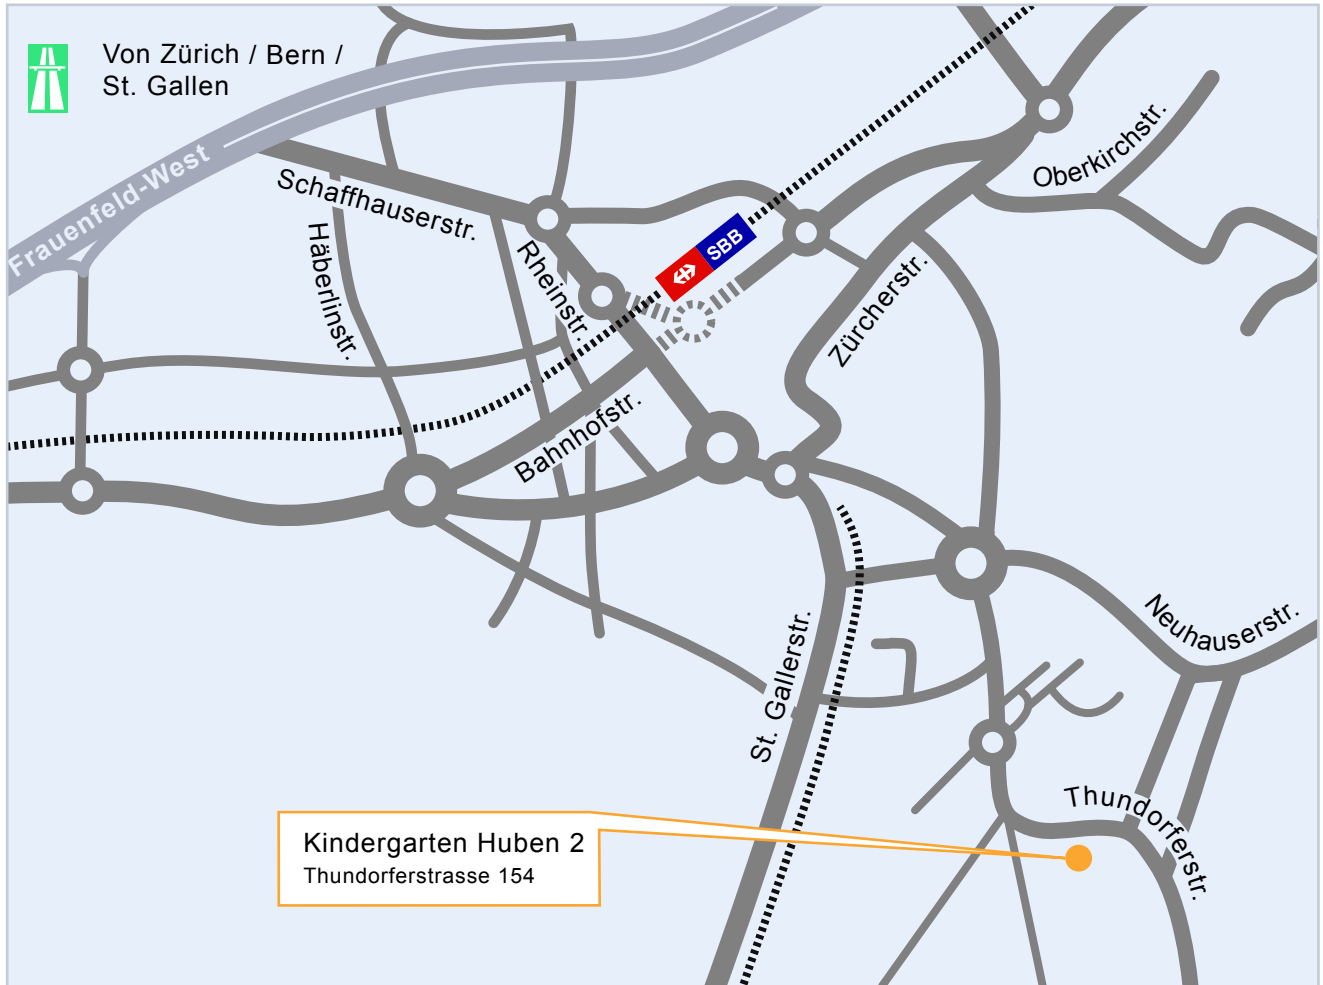 Von Zürich / Bern /
St. Gallen
Frauenfeld-West
Schaffhauserstr.
Häberlinstr.
Rheinstr.
SBB
Oberkirchstr.
Zürcherstr.
Bahnhofstr.
Neuhauserstr.
St. Gallerstr.
Thundorferstr.
Kindergarten Huben 2
Thundorferstrasse 154